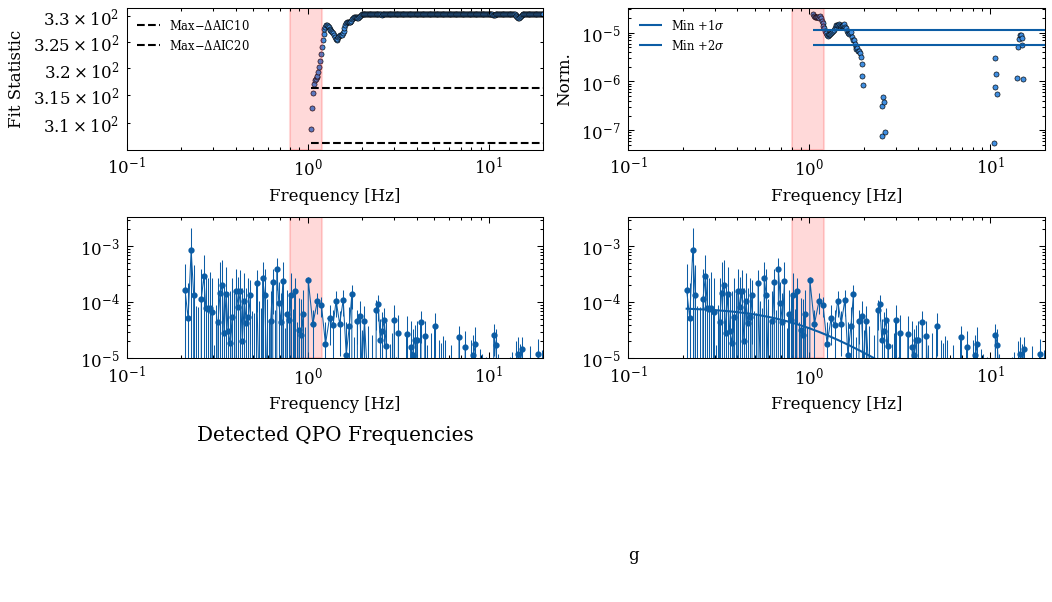 Fit Statistic
3.3 × 10²
3.25 × 10²
3.2 × 10²
3.15 × 10²
3.1 × 10²
Max−ΔAIC10
Max−ΔAIC20
10⁻¹ 10⁰ 10¹
Frequency [Hz]
Norm.
10⁻⁵
10⁻⁶
10⁻⁷
Min +1σ
Min +2σ
10⁻¹ 10⁰ 10¹
Frequency [Hz]
10⁻³
10⁻⁴
10⁻⁵
10⁻¹ 10⁰ 10¹
Frequency [Hz]
10⁻³
10⁻⁴
10⁻⁵
10⁻¹ 10⁰ 10¹
Frequency [Hz]
Detected QPO Frequencies
g